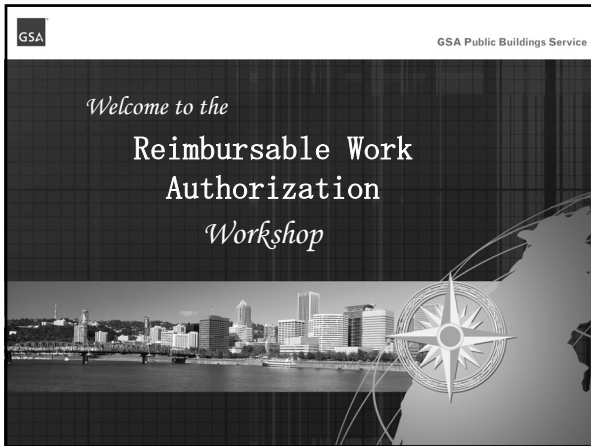 GSA
GSA Public Buildings Service
Welcome to the
Reimbursable Work
Authorization
Workshop